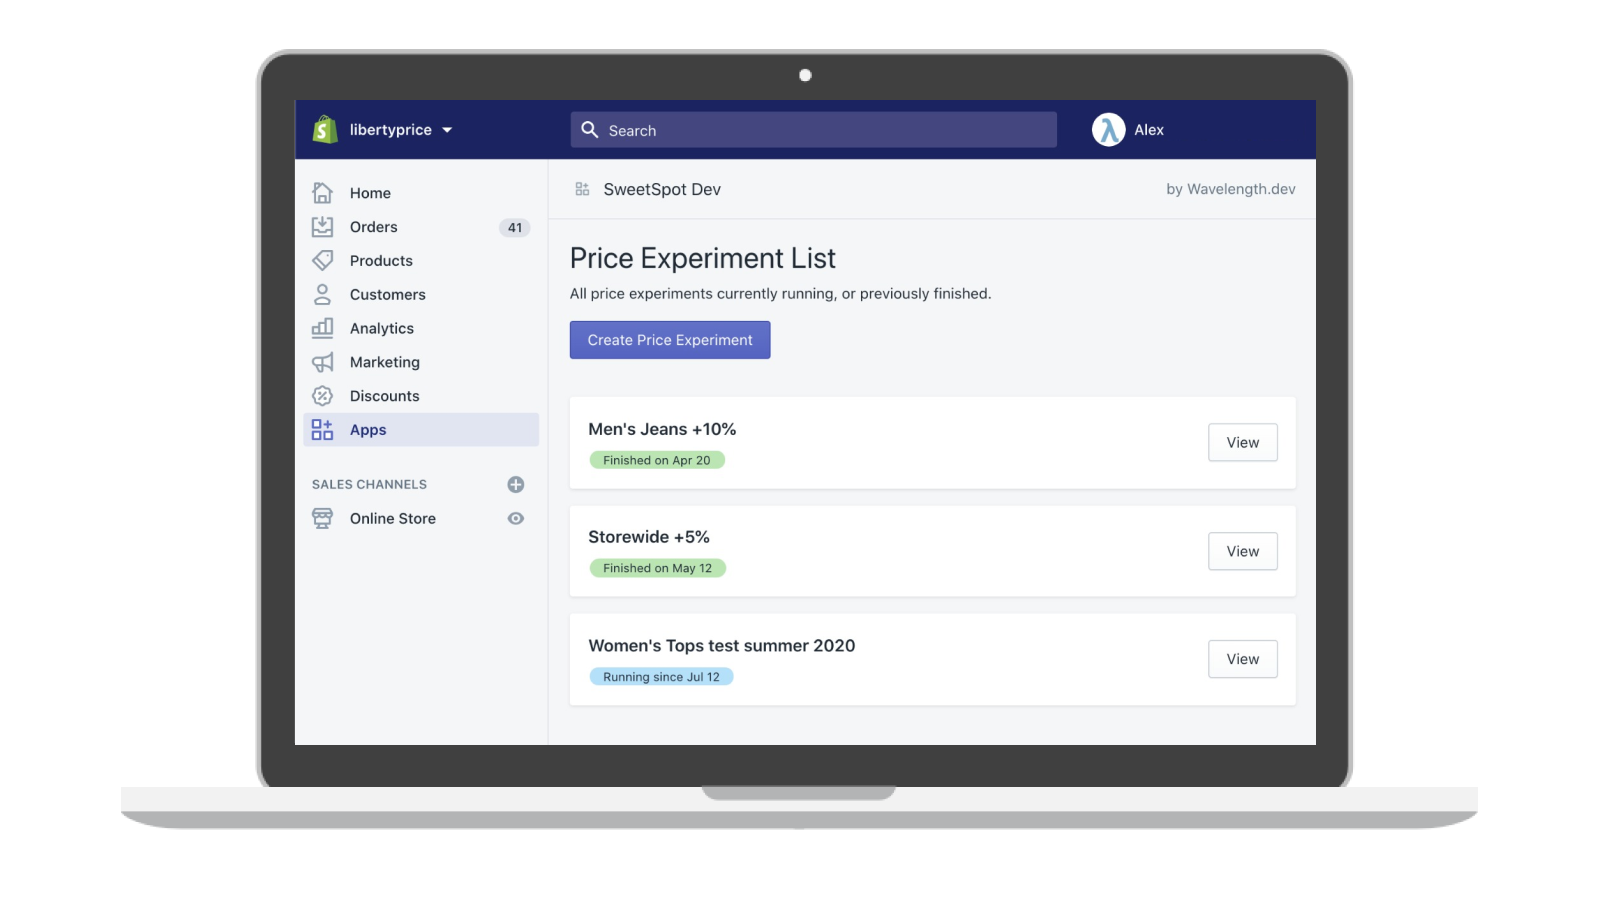 libertyprice
Search
Alex
Home
Orders 41
Products
Customers
Analytics
Marketing
Discounts
Apps
SALES CHANNELS
Online Store
SweetSpot Dev
by Wavelength.dev
Price Experiment List
All price experiments currently running, or previously finished.
Create Price Experiment
Men's Jeans +10%
Finished on Apr 20
View
Storewide +5%
Finished on May 12
View
Women's Tops test summer 2020
Running since Jul 12
View